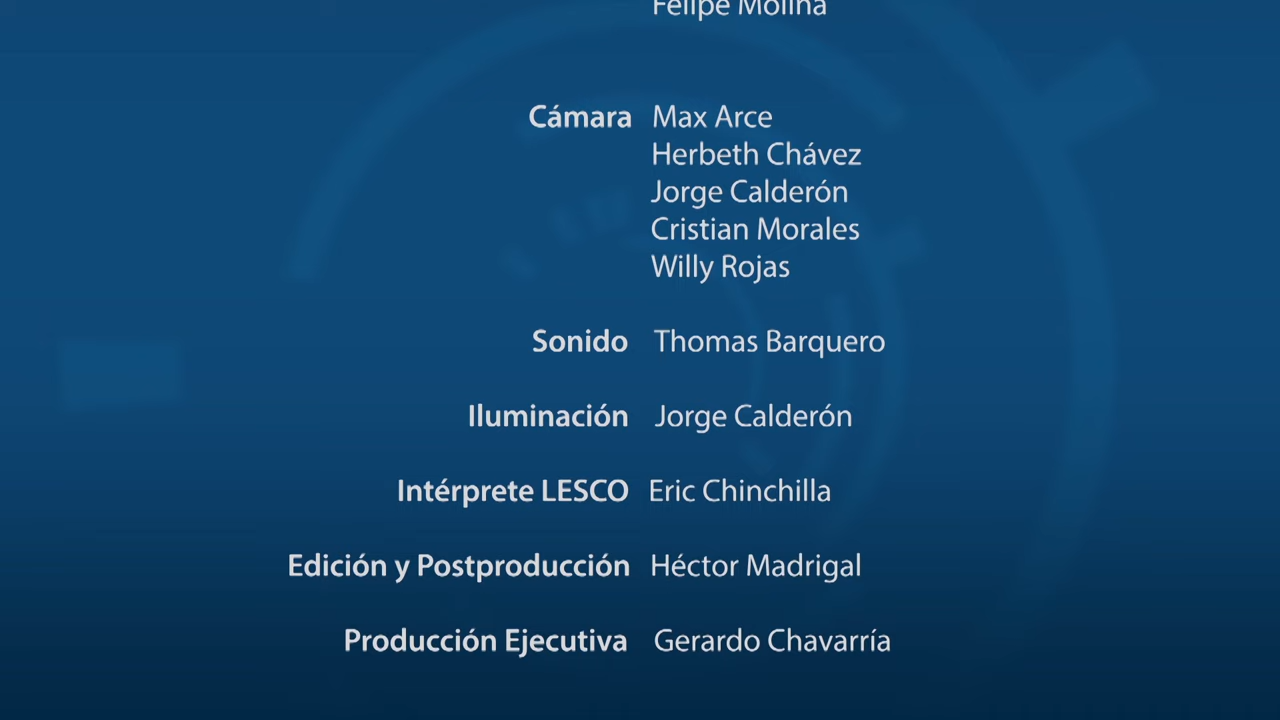 Felipe Molina
Cámara Max Arce
Herbeth Chávez
Jorge Calderón
Cristian Morales
Willy Rojas
Sonido Thomas Barquero
Iluminación Jorge Calderón
Intérprete LESCO Eric Chinchilla
Edición y Postproducción Héctor Madrigal
Producción Ejecutiva Gerardo Chavarría